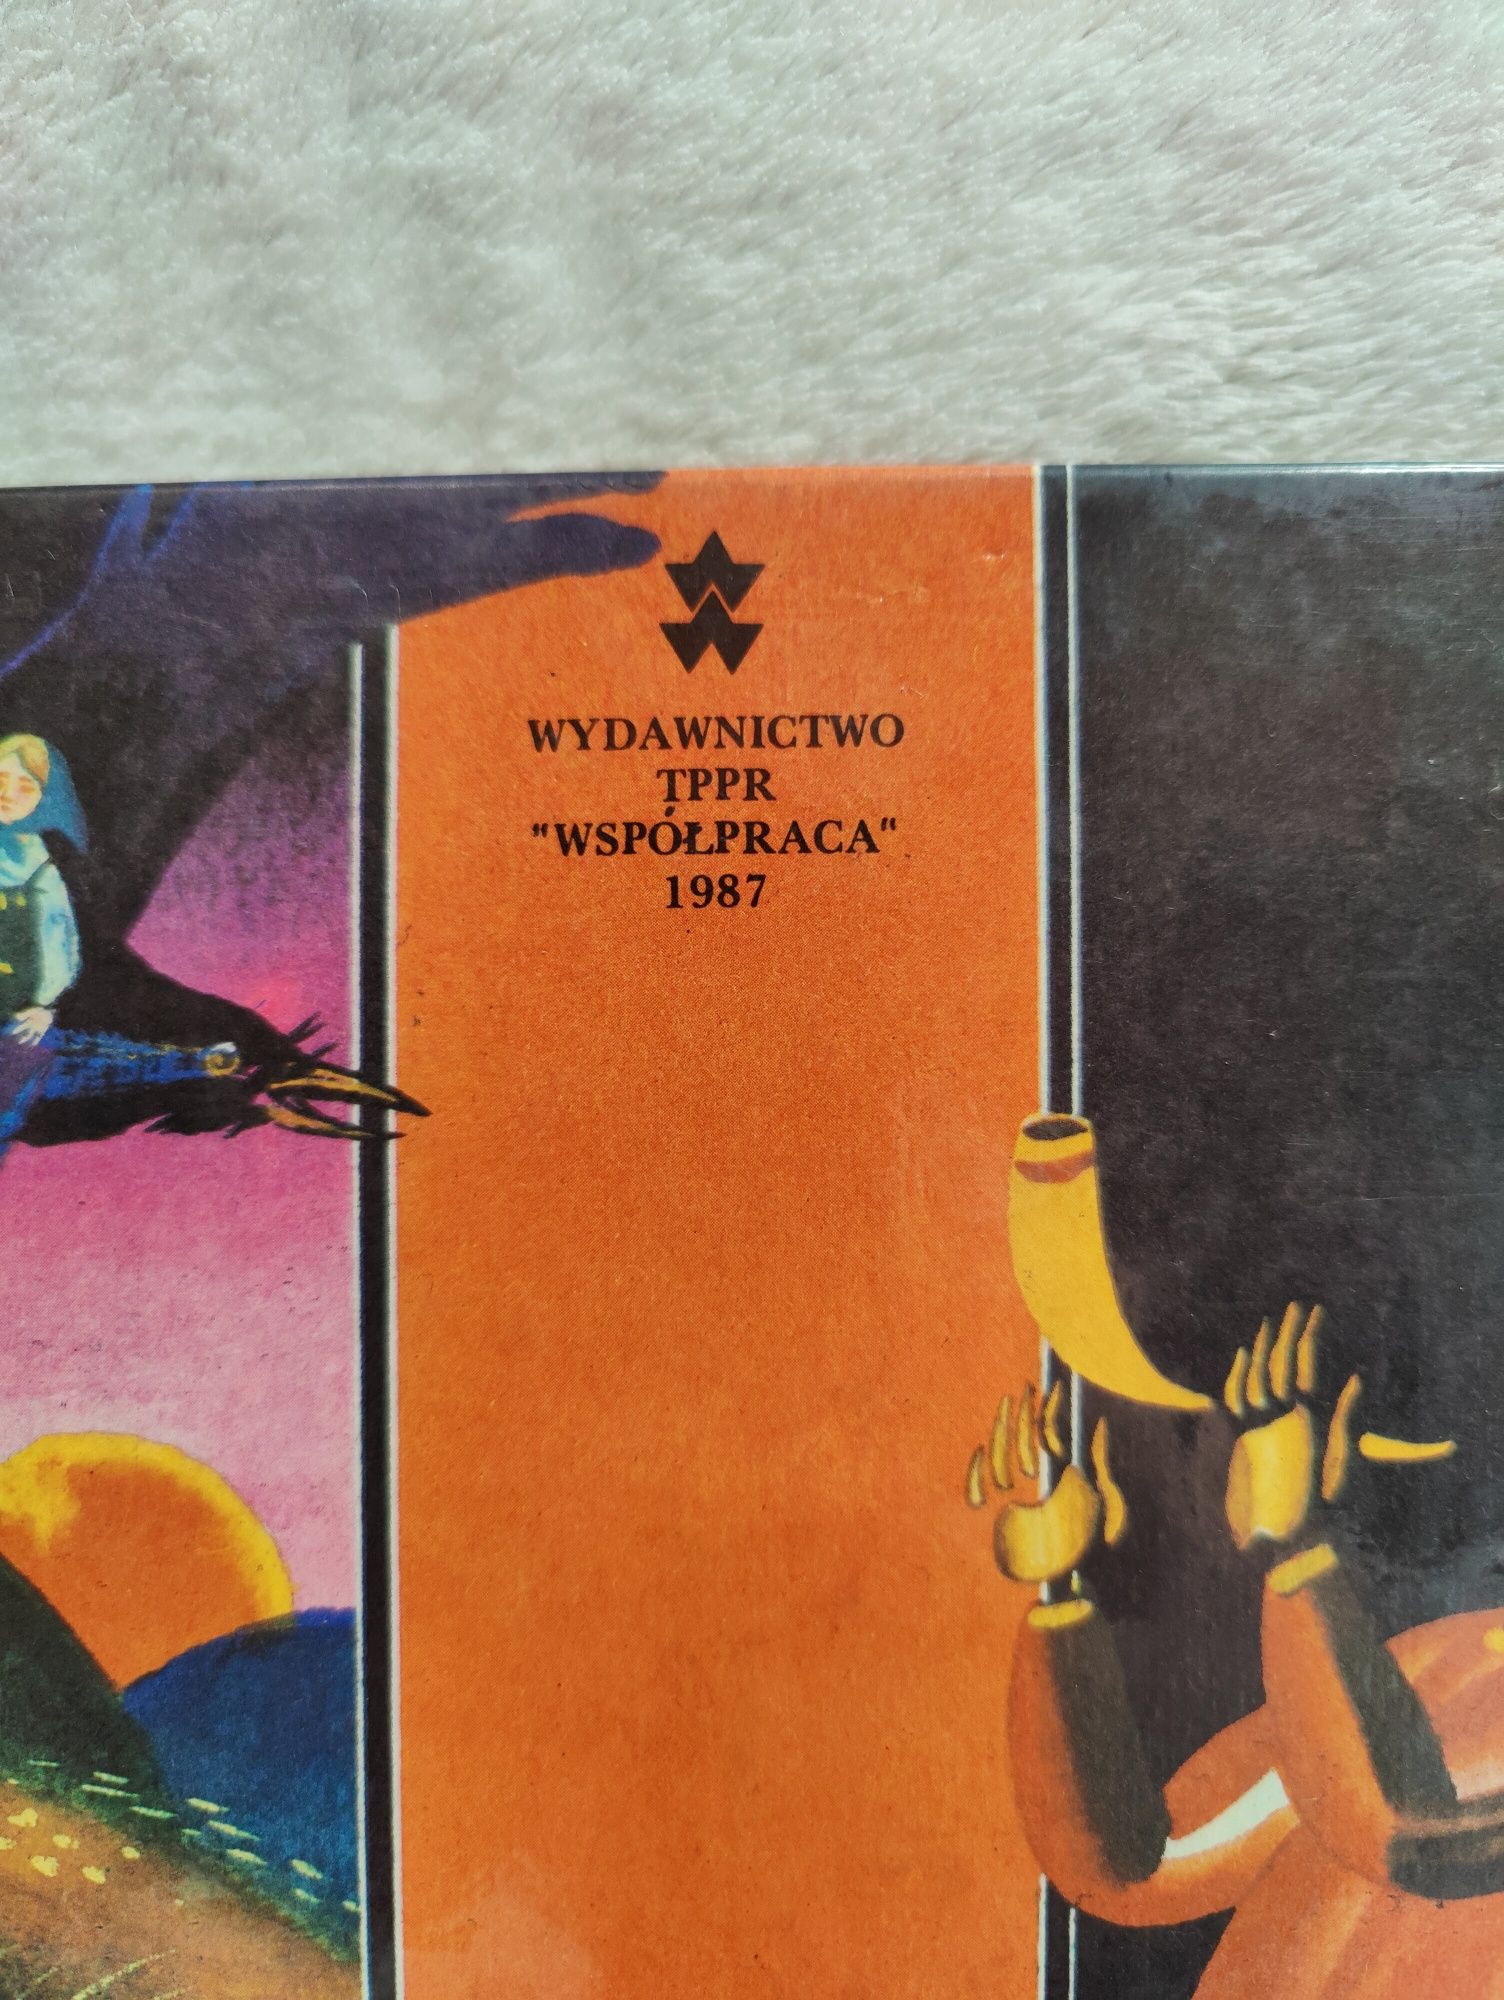 WYDAWNICTWO
TPPR
"WSPÓŁPRACA"
1987